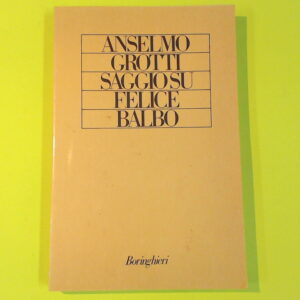 ANSELMO
GROTTI
SAGGIO SU
FELICE
BALBO
Boringhieri